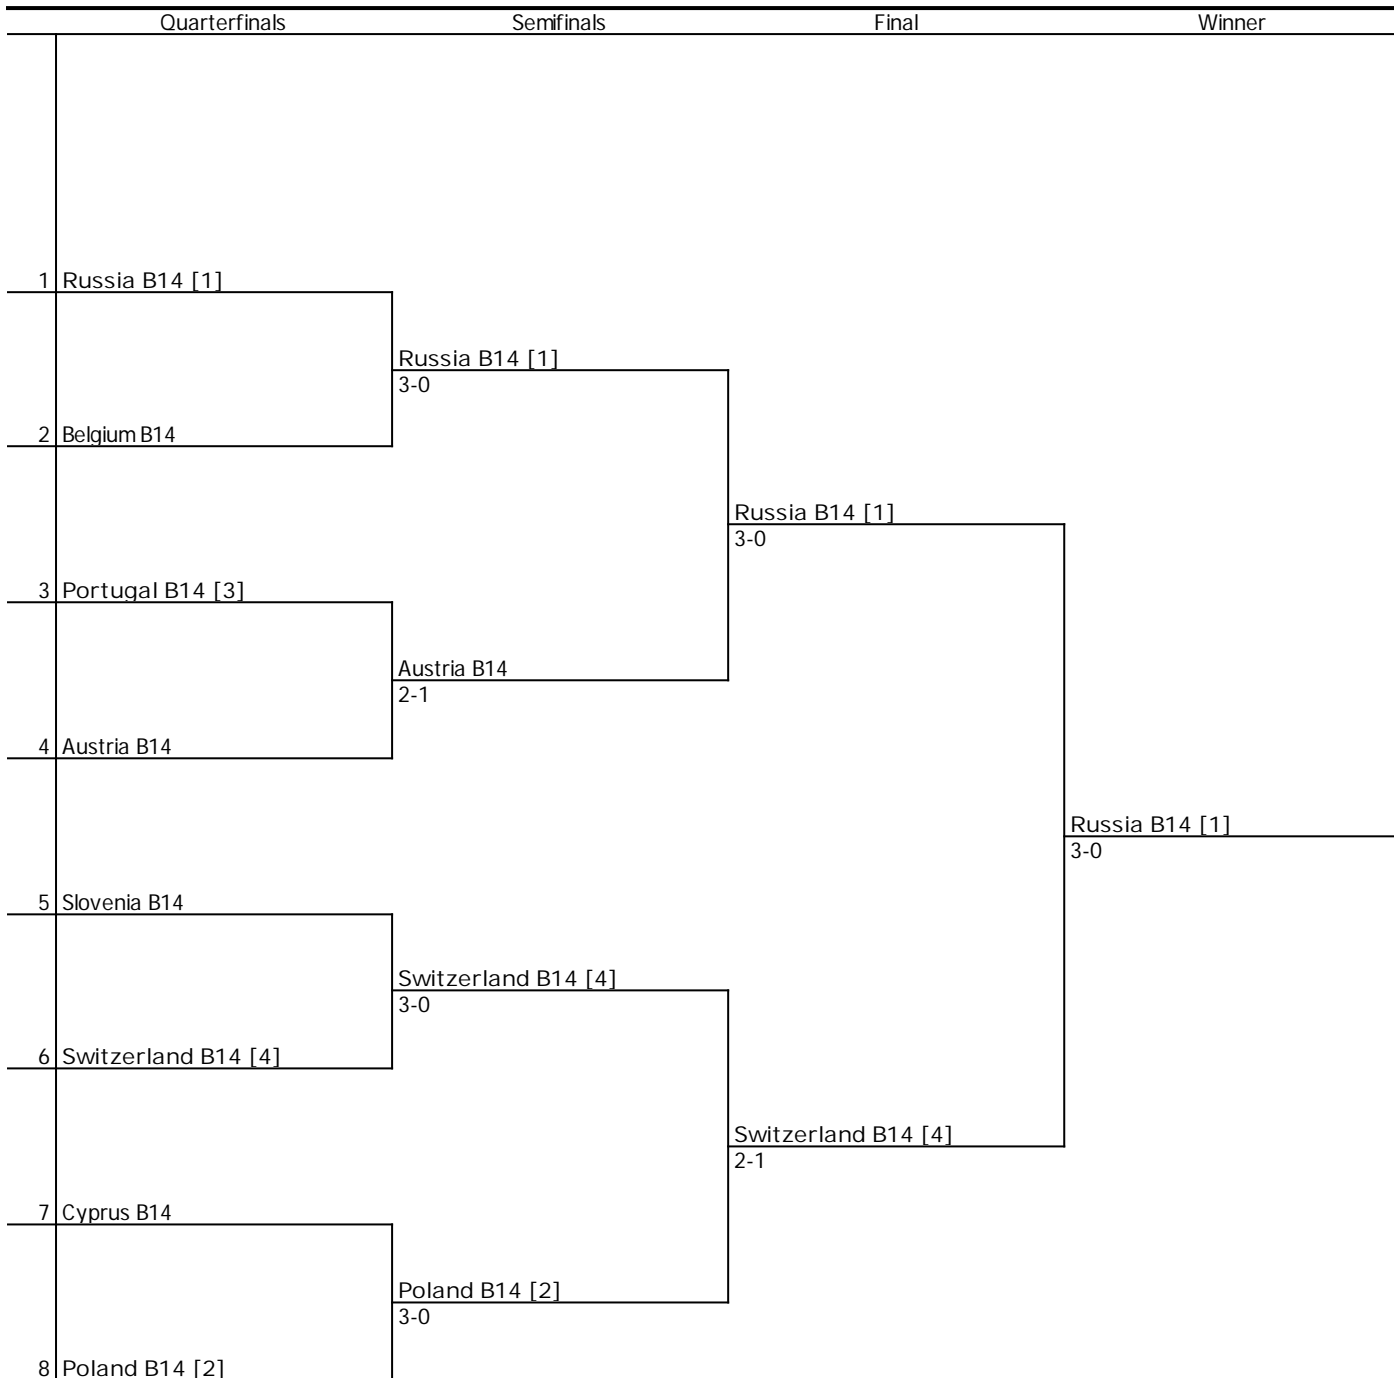 Quarterfinals Semifinals Final Winner
1 Russia B14 [1]
Russia B14 [1]
3-0
2 Belgium B14
Russia B14 [1]
3-0
3 Portugal B14 [3]
Austria B14
2-1
4 Austria B14
Russia B14 [1]
3-0
5 Slovenia B14
Switzerland B14 [4]
3-0
6 Switzerland B14 [4]
Switzerland B14 [4]
2-1
7 Cyprus B14
Poland B14 [2]
3-0
8 Poland B14 [2]